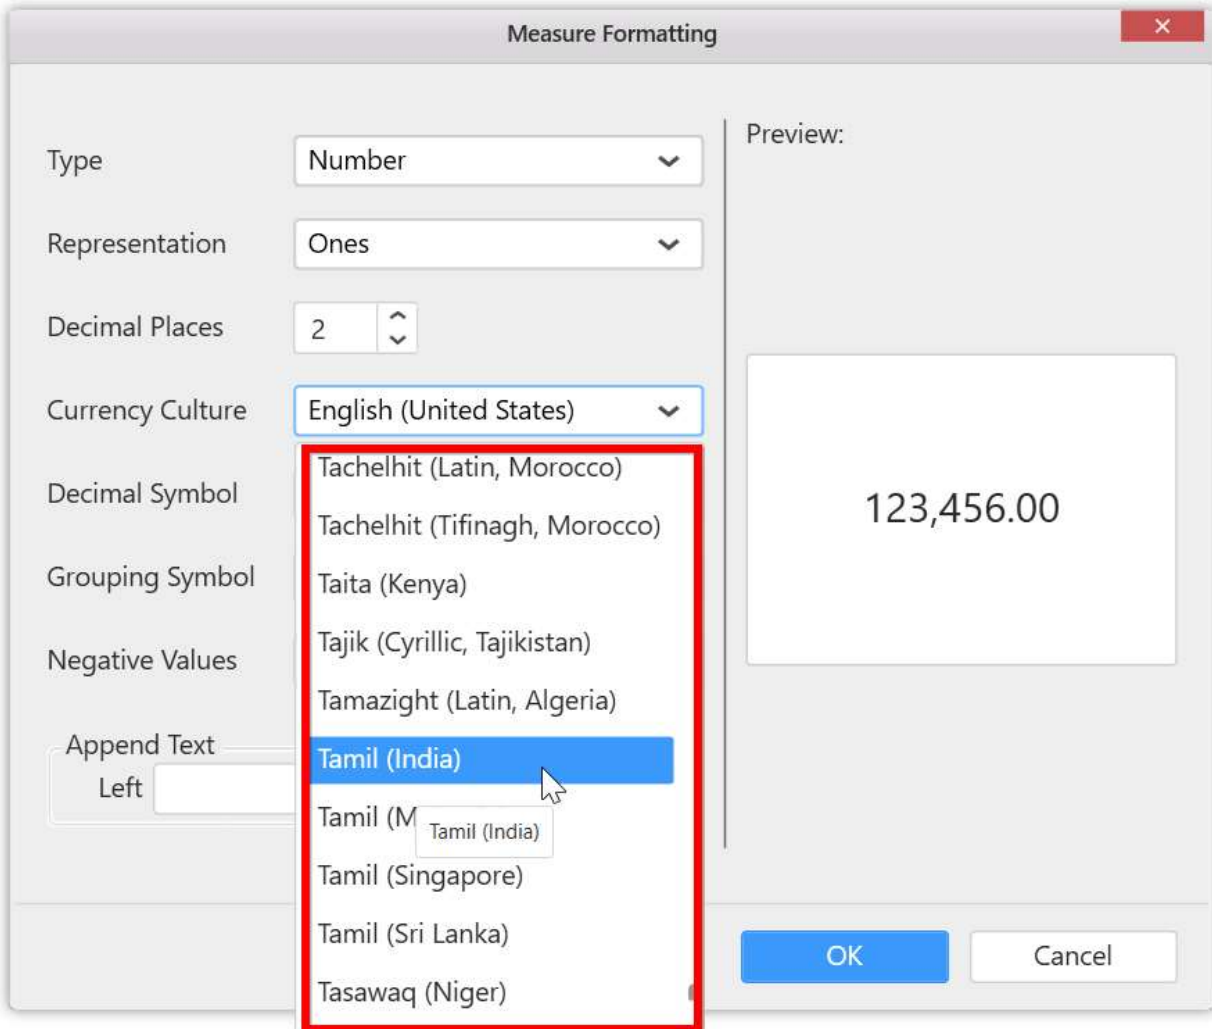 Measure Formatting
Type
Number
Representation
Ones
Decimal Places
2
Currency Culture
English (United States)
Decimal Symbol
Grouping Symbol
Negative Values
Append Text
Left
Tachelhit (Latin, Morocco)
Tachelhit (Tifinagh, Morocco)
Taita (Kenya)
Tajik (Cyrillic, Tajikistan)
Tamazight (Latin, Algeria)
Tamil (India)
Tamil (M
Tamil (India)
Tamil (Singapore)
Tamil (Sri Lanka)
Tasawaq (Niger)
Preview:
123,456.00
OK
Cancel